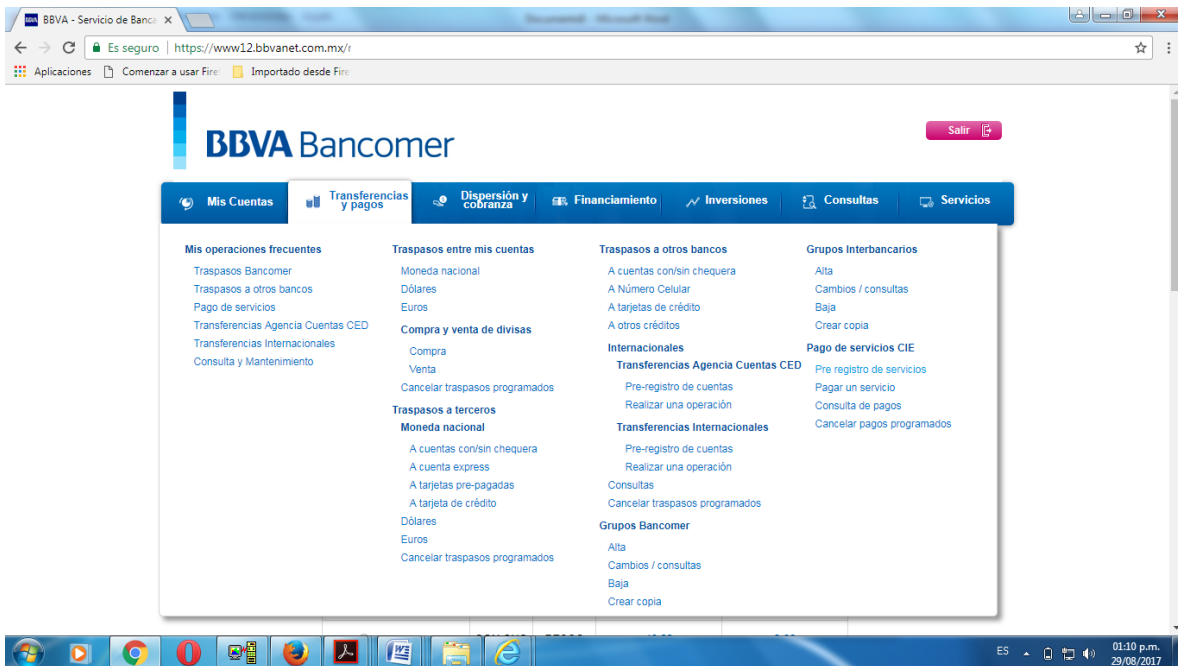 BBVA - Servicio de Banca
Es seguro | https://www12.bbvanet.com.mx/
Aplicaciones Comenzar a usar Fire Importado desde Fire
BBVA Bancomer
Salir
Mis Cuentas
Transferencias y pagos
Dispersión y cobranza
Financiamiento
Inversiones
Consultas
Servicios
Mis operaciones frecuentes
Traspasos Bancomer
Traspasos a otros bancos
Pago de servicios
Transferencias Agencia Cuentas CED
Transferencias Internacionales
Consulta y Mantenimiento
Traspasos entre mis cuentas
Moneda nacional
Dólares
Euros
Compra y venta de divisas
Compra
Venta
Cancelar traspasos programados
Traspasos a terceros
Moneda nacional
A cuentas con/sin chequera
A cuenta express
A tarjetas pre-pagadas
A tarjeta de crédito
Dólares
Euros
Cancelar traspasos programados
Traspasos a otros bancos
A cuentas con/sin chequera
A Número Celular
A tarjetas de crédito
A otros créditos
Internacionales
Transferencias Agencia Cuentas CED
Pre-registro de cuentas
Realizar una operación
Transferencias Internacionales
Pre-registro de cuentas
Realizar una operación
Consultas
Cancelar traspasos programados
Grupos Bancomer
Alta
Cambios / consultas
Baja
Crear copia
Grupos Interbancarios
Alta
Cambios / consultas
Baja
Crear copia
Pago de servicios CIE
Pre registro de servicios
Pagar un servicio
Consulta de pagos
Cancelar pagos programados
ES
01:10 p.m.
29/08/2017